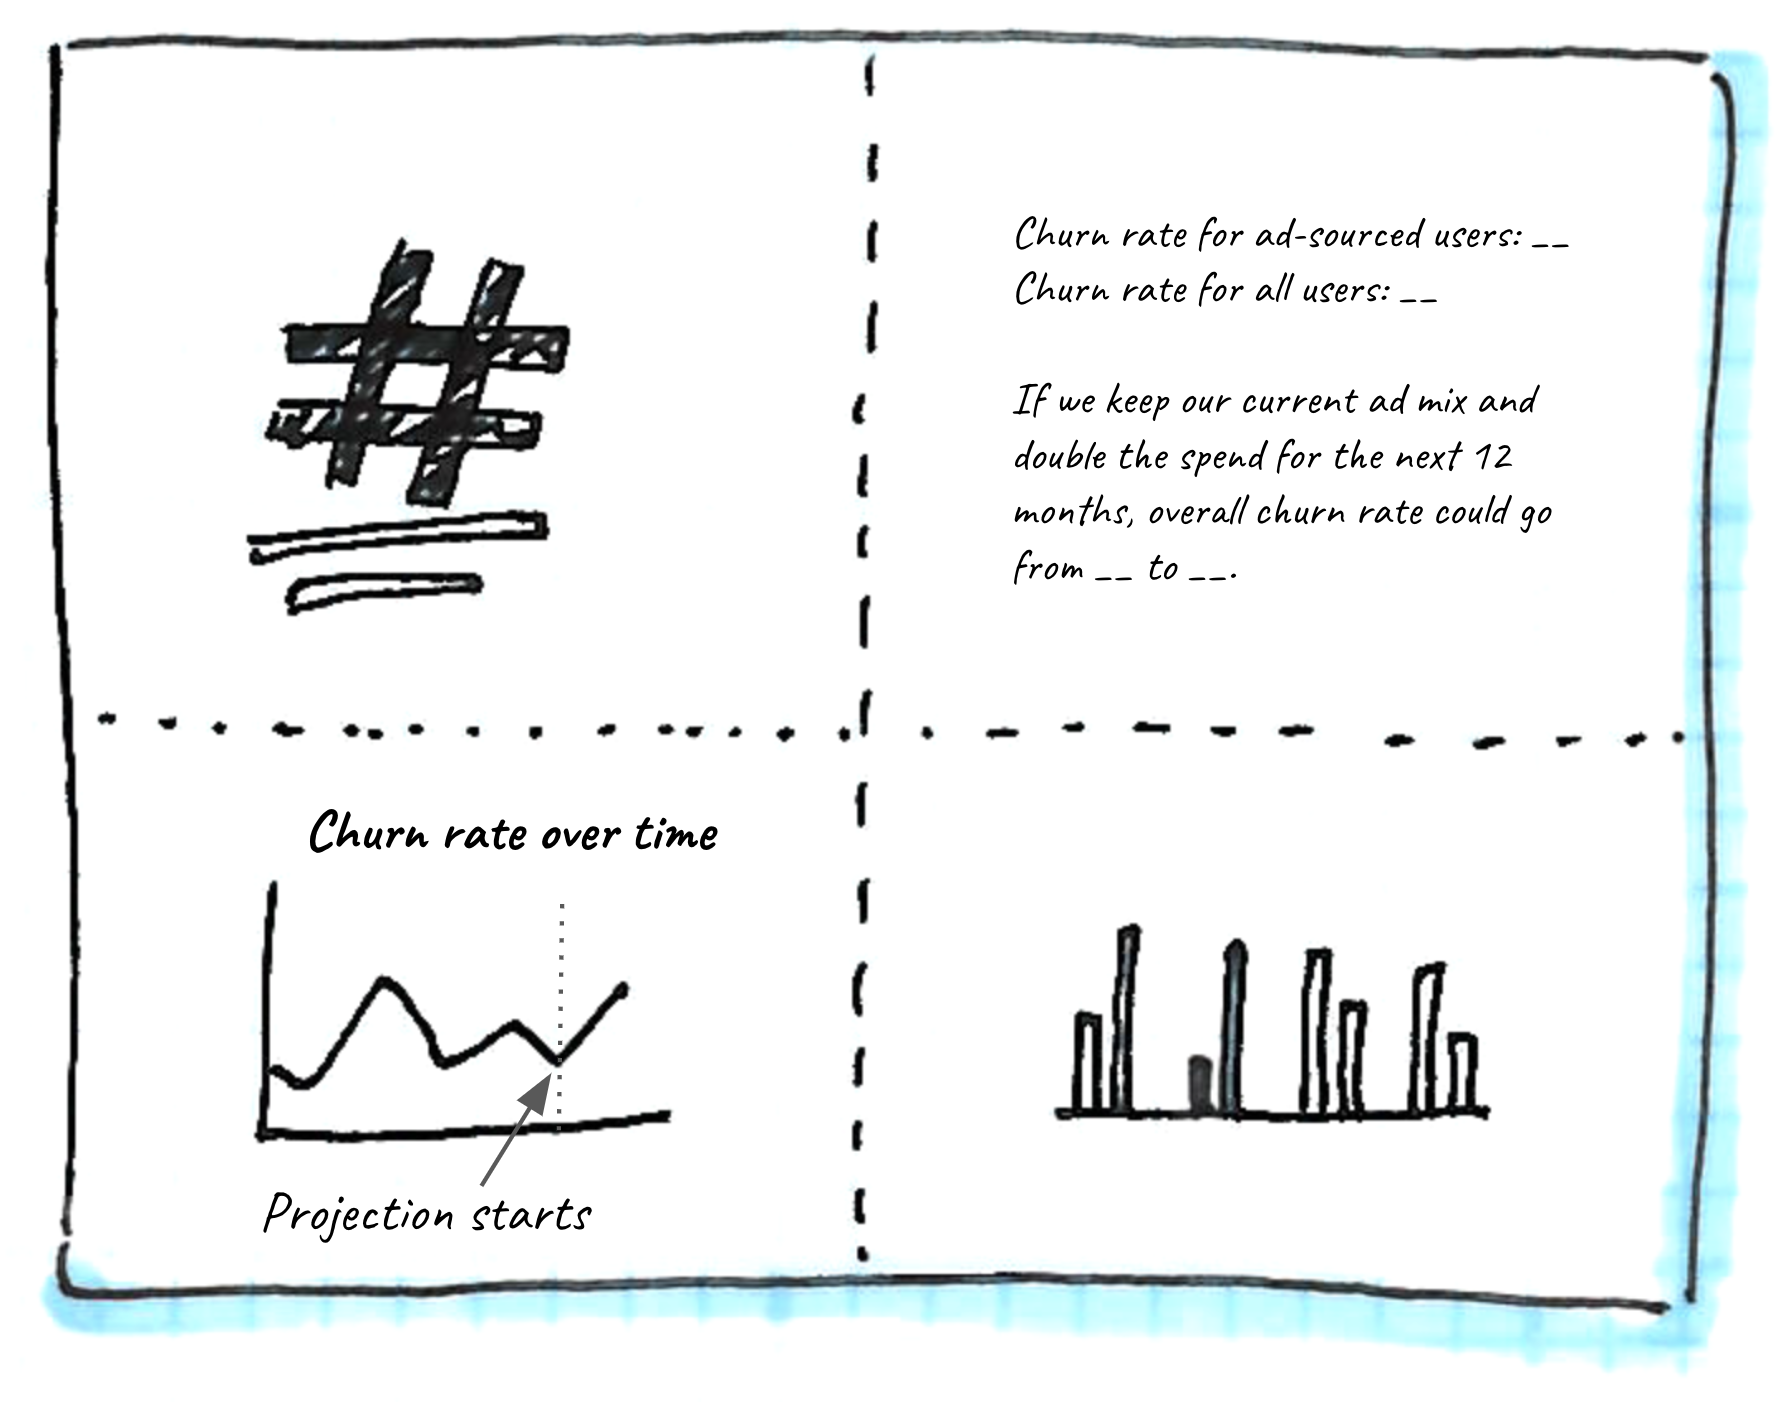 #
Churn rate for ad-sourced users: __
Churn rate for all users: __
If we keep our current ad mix and
double the spend for the next 12
months, overall churn rate could go
from __ to __.
Churn rate over time
Projection starts